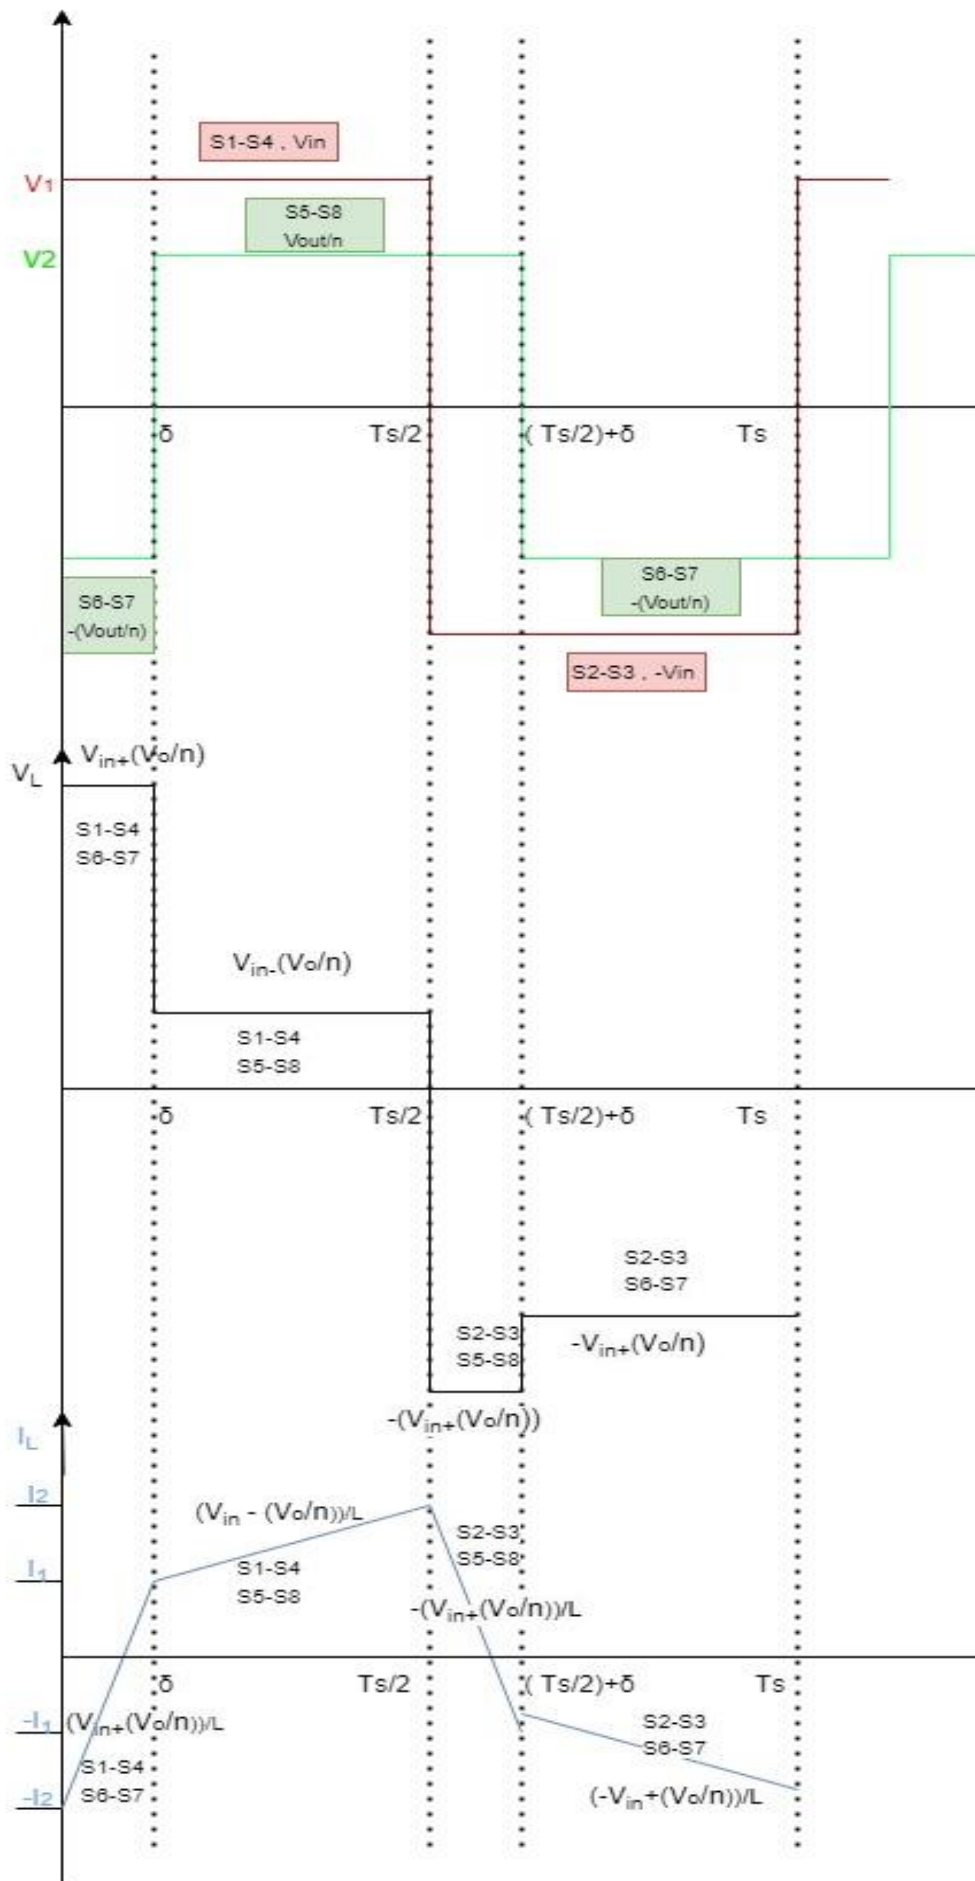 S1-S4 , Vin
V1
S5-S8
Vout/n
V2
δ
Ts/2
( Ts/2)+δ
Ts
S6-S7
-(Vout/n)
S6-S7
-(Vout/n)
S2-S3 , -Vin
Vin+(Vo/n)
VL
S1-S4
S6-S7
Vin-(Vo/n)
S1-S4
S5-S8
δ
Ts/2
( Ts/2)+δ
Ts
S2-S3
S6-S7
S2-S3
S5-S8
-Vin+(Vo/n)
-(Vin+(Vo/n))
IL
I2
(Vin - (Vo/n))/L
S2-S3
S5-S8
I1
S1-S4
S5-S8
-(Vin+(Vo/n))/L
δ
Ts/2
( Ts/2)+δ
Ts
-I1
(Vin+(Vo/n))/L
S2-S3
S6-S7
S1-S4
S6-S7
-I2
(-Vin+(Vo/n))/L